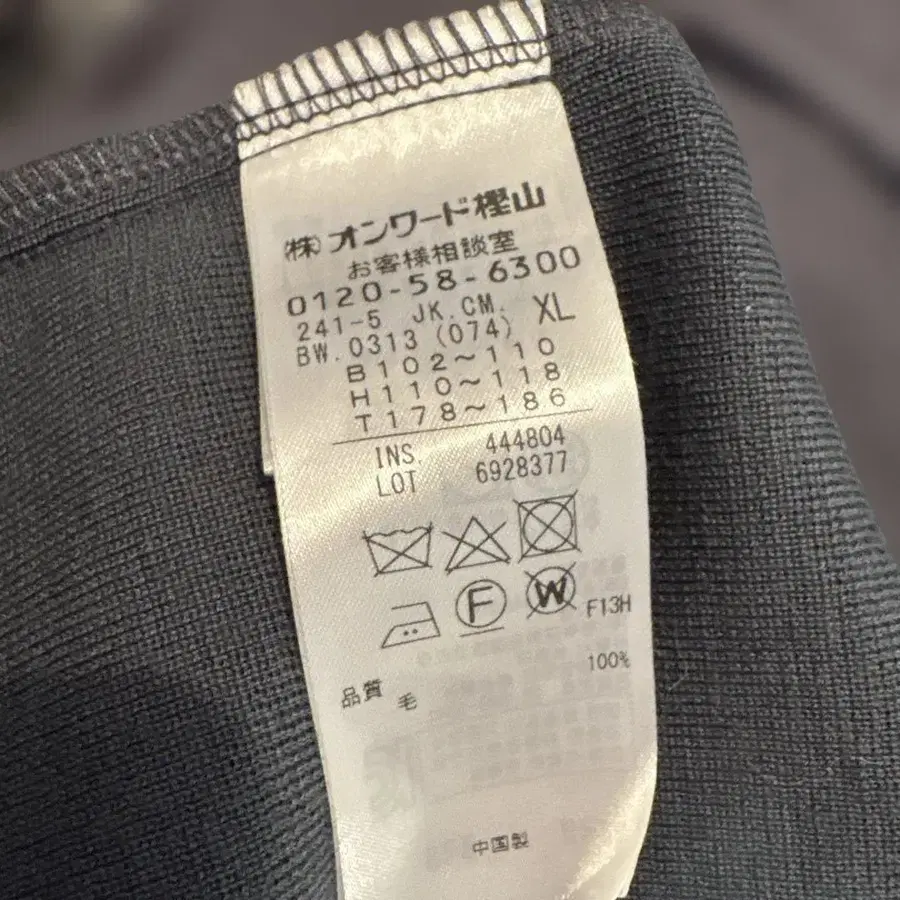 (株)オンワード樫山
お客様相談室
0120-58-6300
241-5 JK.CM. XL
BW.0313 (074)
B102〜110
H110〜118
T178〜186
INS. 444804
LOT 6928377
F W F13H
100%
品質 毛
中国製